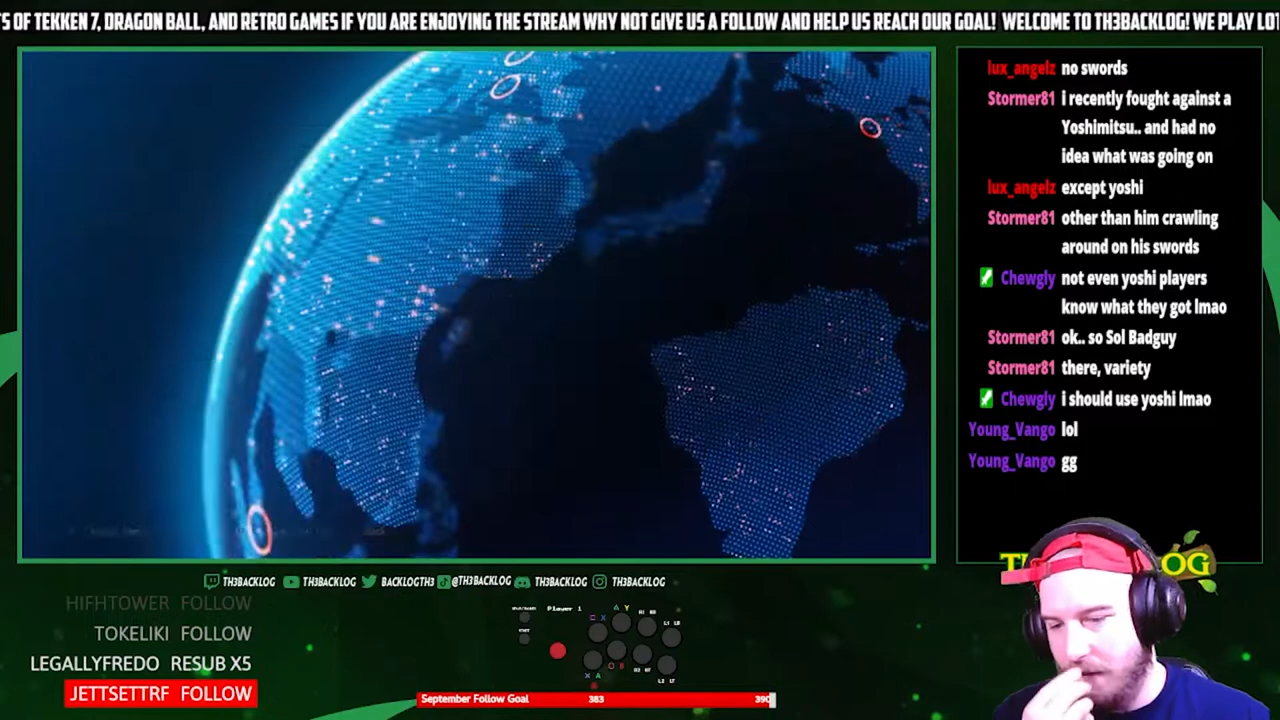 S OF TEKKEN 7, DRAGON BALL, AND RETRO GAMES IF YOU ARE ENJOYING THE STREAM WHY NOT GIVE US A FOLLOW AND HELP US REACH OUR GOAL! WELCOME TO TH3BACKLOG! WE PLAY LOT
lux_angelz no swords
Stormer81 i recently fought against a
Yoshimitsu.. and had no
idea what was going on
lux_angelz except yoshi
Stormer81 other than him crawling
around on his swords
Chewgly not even yoshi players
know what they got lmao
Stormer81 ok.. so Sol Badguy
Stormer81 there, variety
Chewgly i should use yoshi lmao
Young_Vango lol
Young_Vango gg
TH3BACKLOG TH3BACKLOG BACKLOGTH3 @TH3BACKLOG TH3BACKLOG TH3BACKLOG
HIFHTOWER FOLLOW
TOKELIKI FOLLOW
LEGALLYFREDO RESUB X5
JETTSETTRF FOLLOW
Player 1
September Follow Goal 383 390